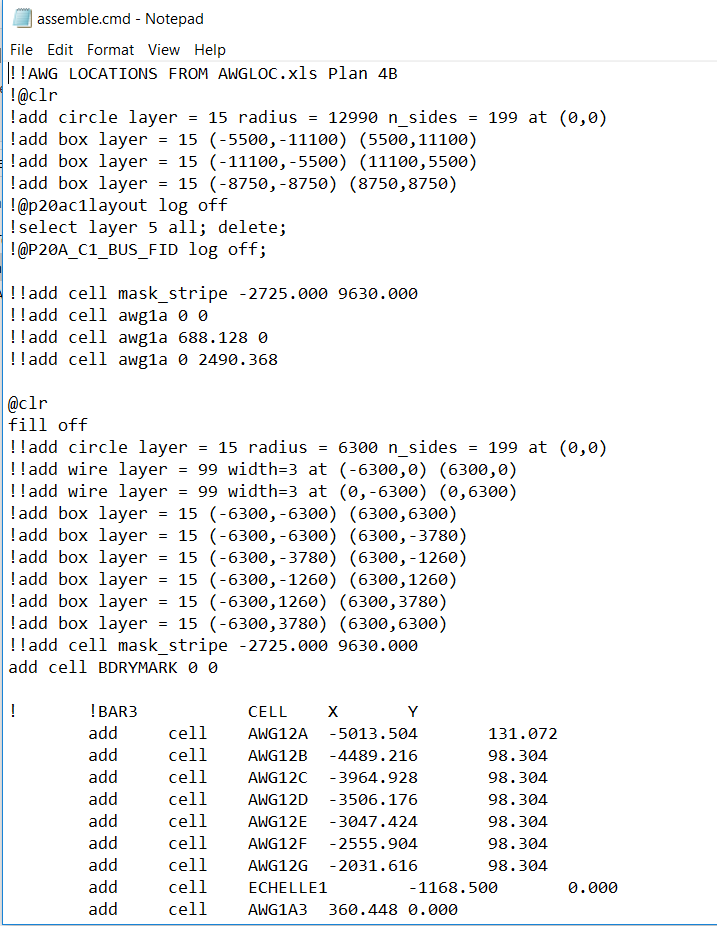 assemble.cmd - Notepad
File Edit Format View Help
!!AWG LOCATIONS FROM AWGLOC.xls Plan 4B
!@clr
!add circle layer = 15 radius = 12990 n_sides = 199 at (0,0)
!add box layer = 15 (-5500,-11100) (5500,11100)
!add box layer = 15 (-11100,-5500) (11100,5500)
!add box layer = 15 (-8750,-8750) (8750,8750)
!@p20ac1layout log off
!select layer 5 all; delete;
!@P20A_C1_BUS_FID log off;
!!add cell mask_stripe -2725.000 9630.000
!!add cell awg1a 0 0
!!add cell awg1a 688.128 0
!!add cell awg1a 0 2490.368
@clr
fill off
!!add circle layer = 15 radius = 6300 n_sides = 199 at (0,0)
!!add wire layer = 99 width=3 at (-6300,0) (6300,0)
!!add wire layer = 99 width=3 at (0,-6300) (0,6300)
!add box layer = 15 (-6300,-6300) (6300,6300)
!add box layer = 15 (-6300,-6300) (6300,-3780)
!add box layer = 15 (-6300,-3780) (6300,-1260)
!add box layer = 15 (-6300,-1260) (6300,1260)
!add box layer = 15 (-6300,1260) (6300,3780)
!add box layer = 15 (-6300,3780) (6300,6300)
!!add cell mask_stripe -2725.000 9630.000
add cell BDRYMARK 0 0
! !BAR3 CELL X Y
add cell AWG12A -5013.504 131.072
add cell AWG12B -4489.216 98.304
add cell AWG12C -3964.928 98.304
add cell AWG12D -3506.176 98.304
add cell AWG12E -3047.424 98.304
add cell AWG12F -2555.904 98.304
add cell AWG12G -2031.616 98.304
add cell ECHELLE1 -1168.500 0.000
add cell AWG1A3 360.448 0.000